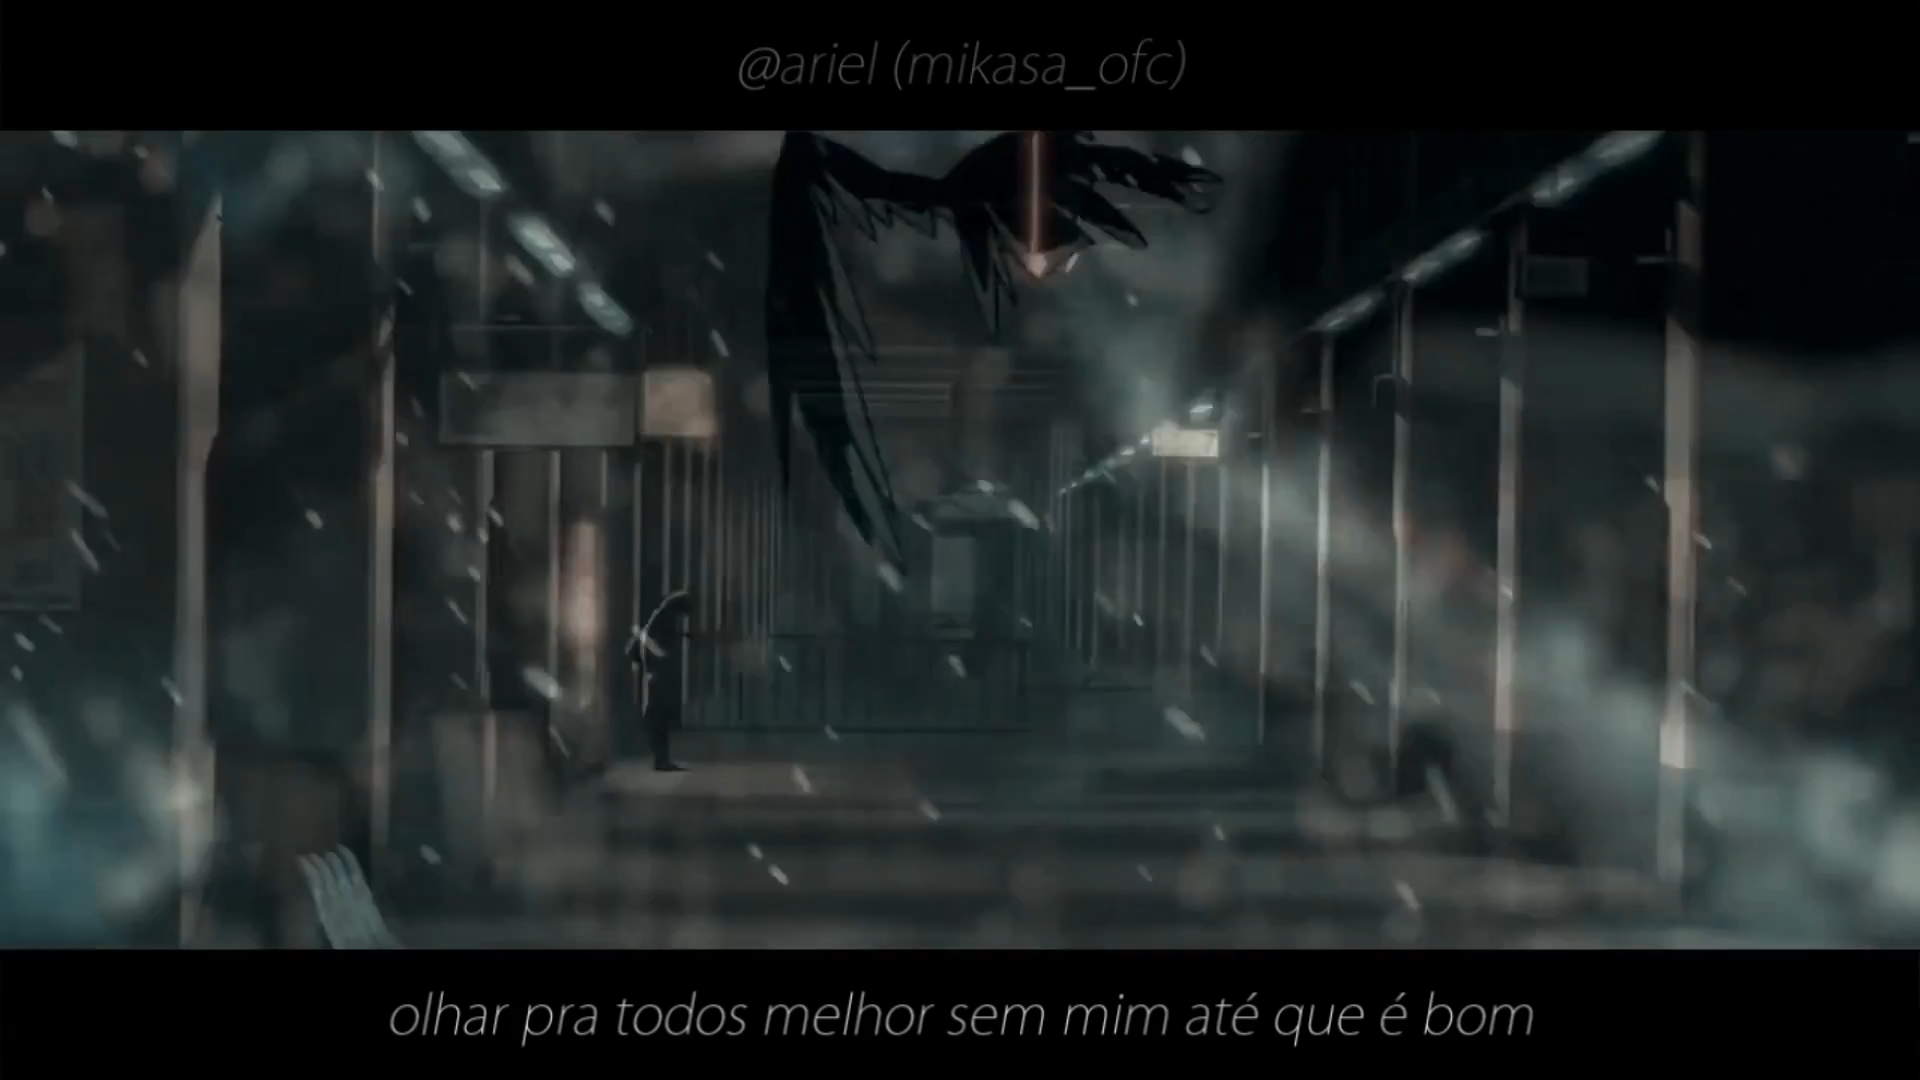 @ariel (mikasa_ofc)
olhar pra todos melhor sem mim até que é bom